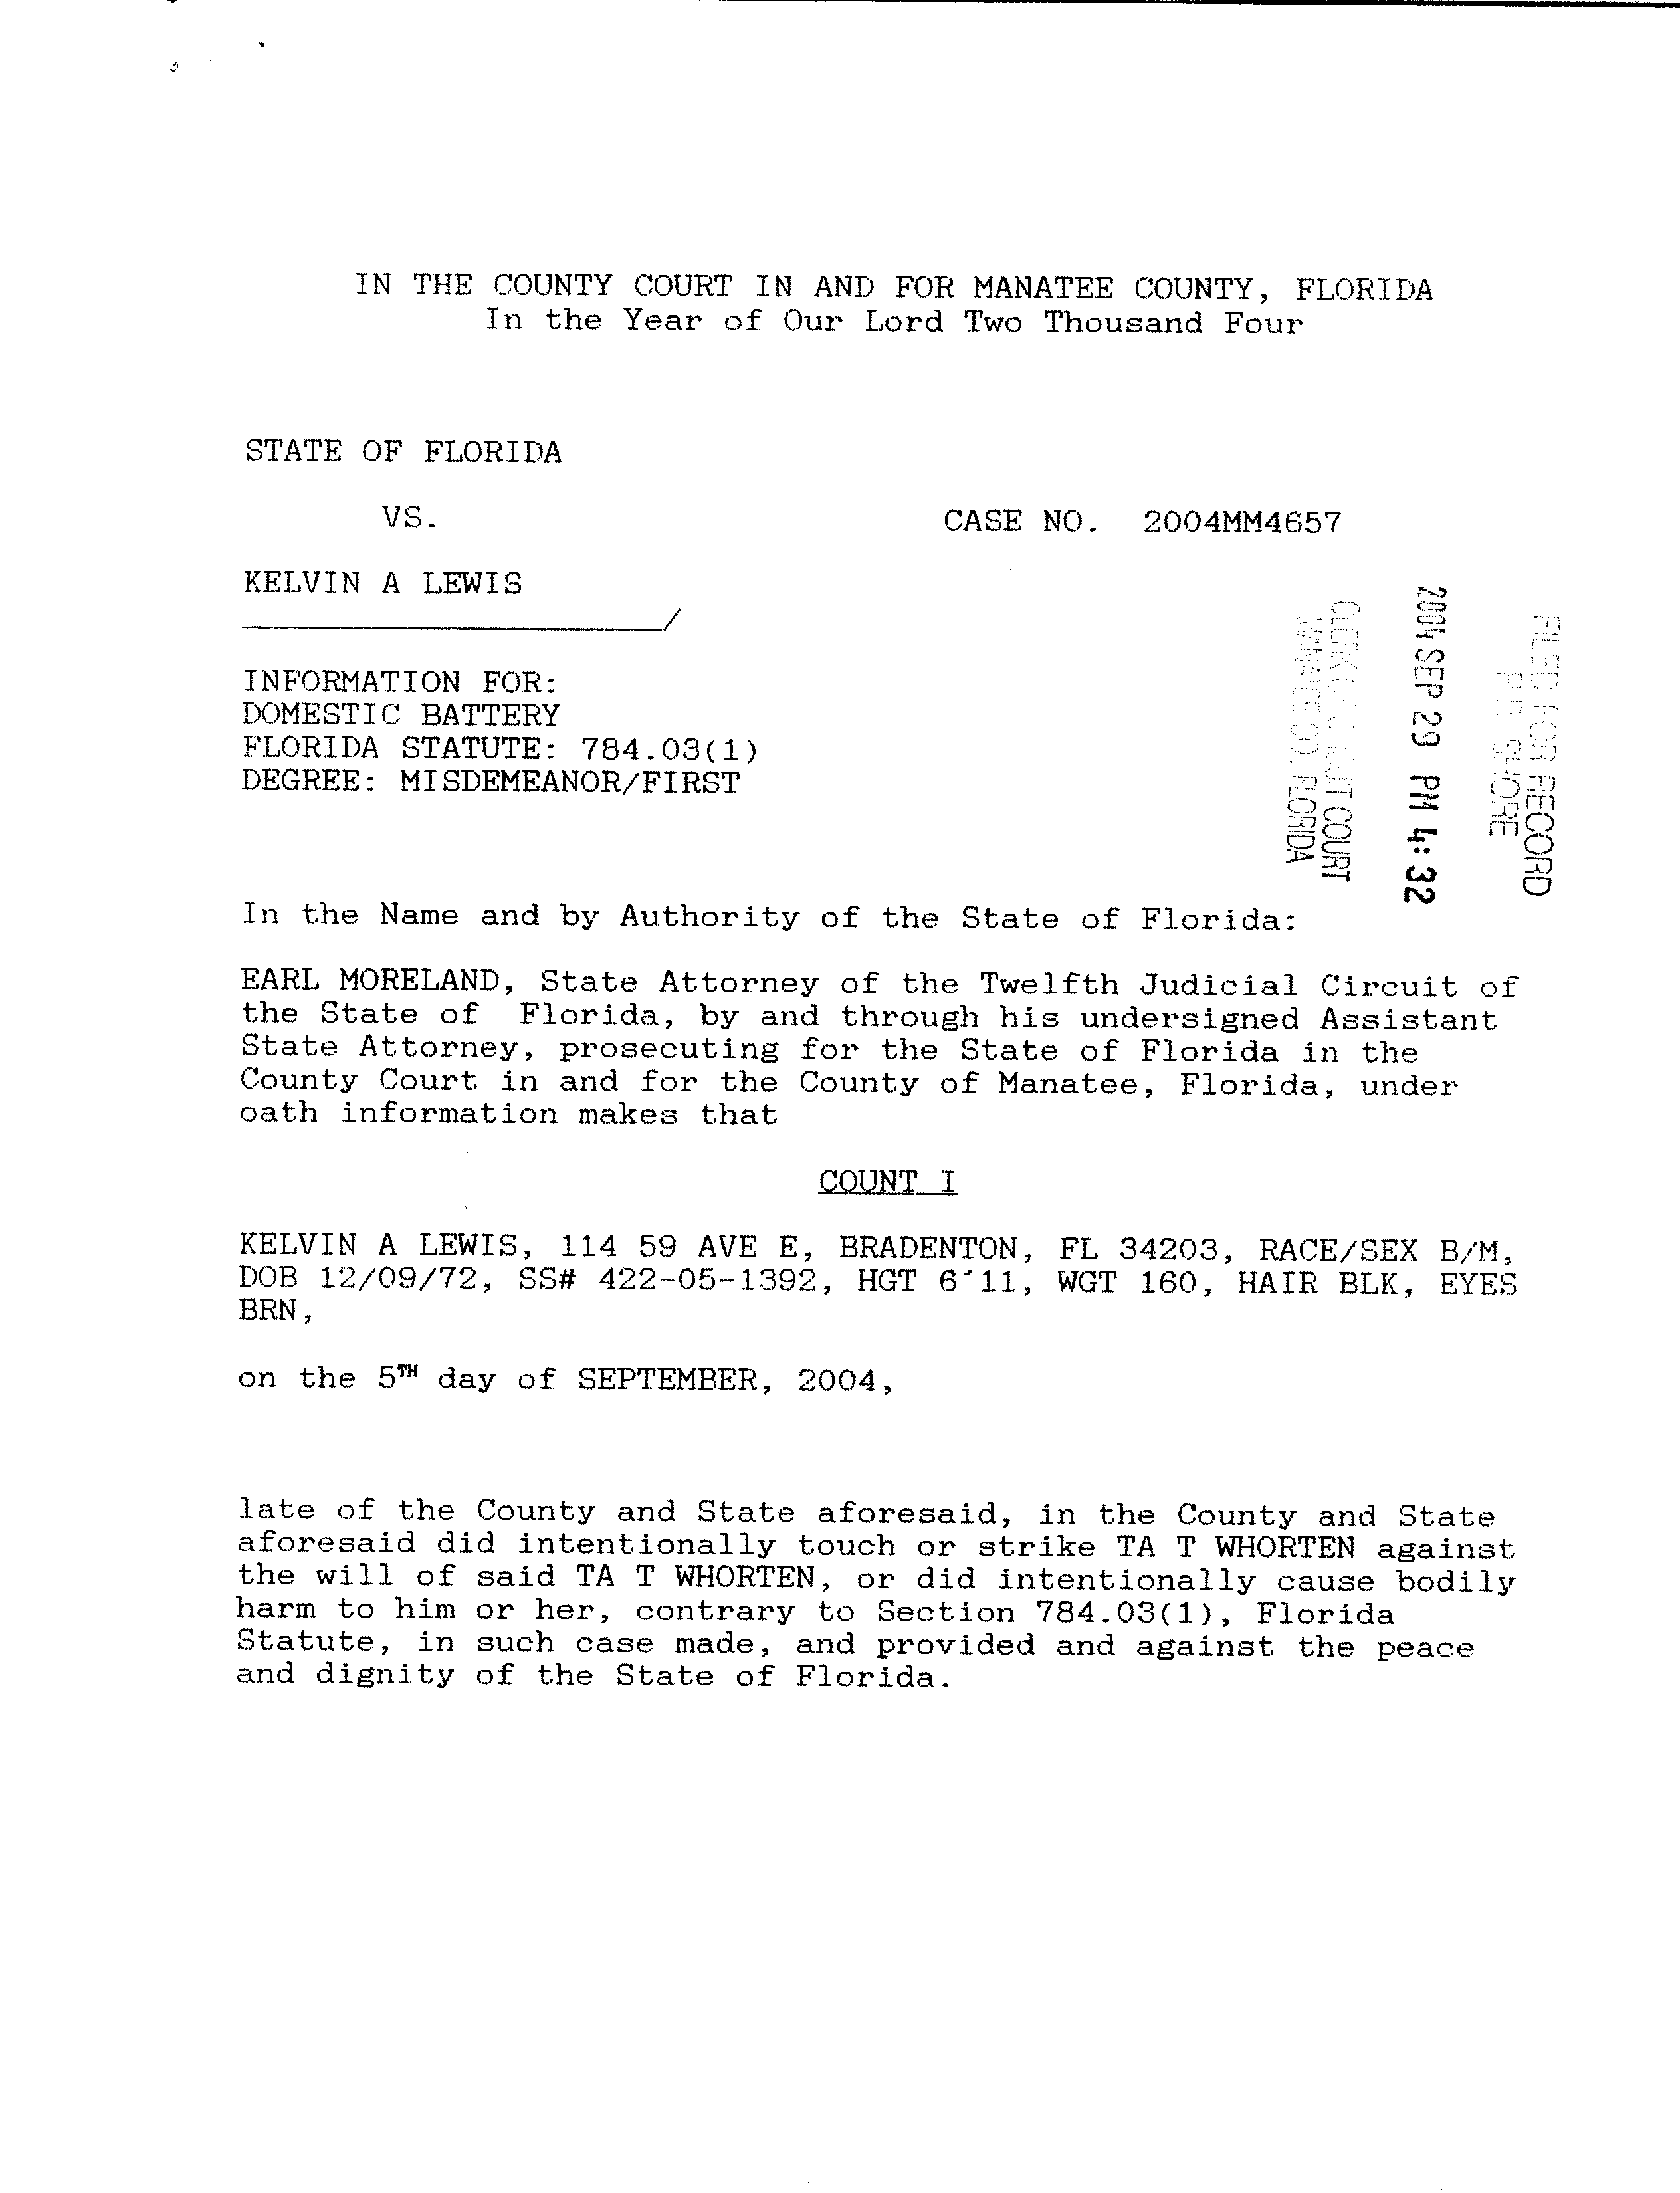 IN THE COUNTY COURT IN AND FOR MANATEE COUNTY, FLORIDA
In the Year of Our Lord Two Thousand Four
STATE OF FLORIDA
VS.
CASE NO. 2004MM4657
KELVIN A LEWIS
/
INFORMATION FOR:
DOMESTIC BATTERY
FLORIDA STATUTE: 784.03(1)
DEGREE: MISDEMEANOR/FIRST
FILED FOR RECORD
SHORE
2004 SEP 29 PM 4:32
CLERK OF CIRCUIT COURT
MANATEE CO. FLORIDA
In the Name and by Authority of the State of Florida:
EARL MORELAND, State Attorney of the Twelfth Judicial Circuit of
the State of Florida, by and through his undersigned Assistant
State Attorney, prosecuting for the State of Florida in the
County Court in and for the County of Manatee, Florida, under
oath information makes that
COUNT I
KELVIN A LEWIS, 114 59 AVE E, BRADENTON, FL 34203, RACE/SEX B/M,
DOB 12/09/72, SS# 422-05-1392, HGT 6´11, WGT 160, HAIR BLK, EYES
BRN,
on the 5TH day of SEPTEMBER, 2004,
late of the County and State aforesaid, in the County and State
aforesaid did intentionally touch or strike TA T WHORTEN against
the will of said TA T WHORTEN, or did intentionally cause bodily
harm to him or her, contrary to Section 784.03(1), Florida
Statute, in such case made, and provided and against the peace
and dignity of the State of Florida.